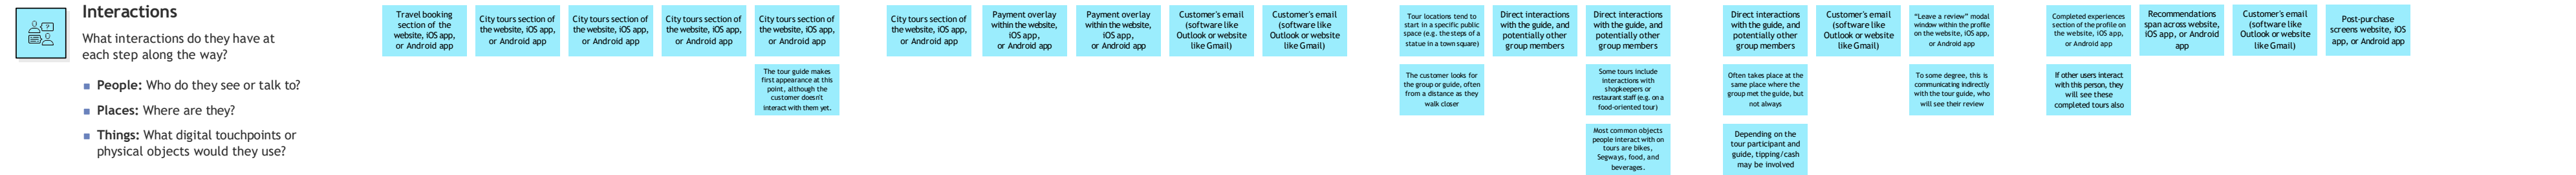 Interactions
What interactions do they have at
each step along the way?
People: Who do they see or talk to?
Places: Where are they?
Things: What digital touchpoints or
physical objects would they use?
Travel booking
section of the
website, iOS app,
or Android app
City tours section of
the website, iOS app,
or Android app
City tours section of
the website, iOS app,
or Android app
City tours section of
the website, iOS app,
or Android app
City tours section of
the website, iOS app,
or Android app
The tour guide makes
first appearance at this
point, although the
customer doesn't
interact with them yet.
City tours section of
the website, iOS app,
or Android app
Payment overlay
within the website,
iOS app,
or Android app
Payment overlay
within the website,
iOS app,
or Android app
Customer's email
(software like
Outlook or website
like Gmail)
Customer's email
(software like
Outlook or website
like Gmail)
Tour locations tend to
start in a specific public
space (e.g. the steps of a
statue in a town square)
The customer looks for
the group or guide, often
from a distance as they
walk closer
Direct interactions
with the guide, and
potentially other
group members
Direct interactions
with the guide, and
potentially other
group members
Some tours include
interactions with
shopkeepers or
restaurant staff (e.g. on a
food-oriented tour)
Most common objects
people interact with on
tours are bikes,
Segways, food, and
beverages.
Direct interactions
with the guide, and
potentially other
group members
Often takes place at the
same place where the
group met the guide, but
not always
Depending on the
tour participant and
guide, tipping/cash
may be involved
Customer's email
(software like
Outlook or website
like Gmail)
“Leave a review” modal
window within the profile
on the website, iOS app,
or Android app
To some degree, this is
communicating indirectly
with the tour guide, who
will see their review
Completed experiences
section of the profile on
the website, iOS app,
or Android app
If other users interact
with this person, they
will see these
completed tours also
Recommendations
span across website,
iOS app, or Android
app
Customer's email
(software like
Outlook or website
like Gmail)
Post-purchase
screens website, iOS
app, or Android app